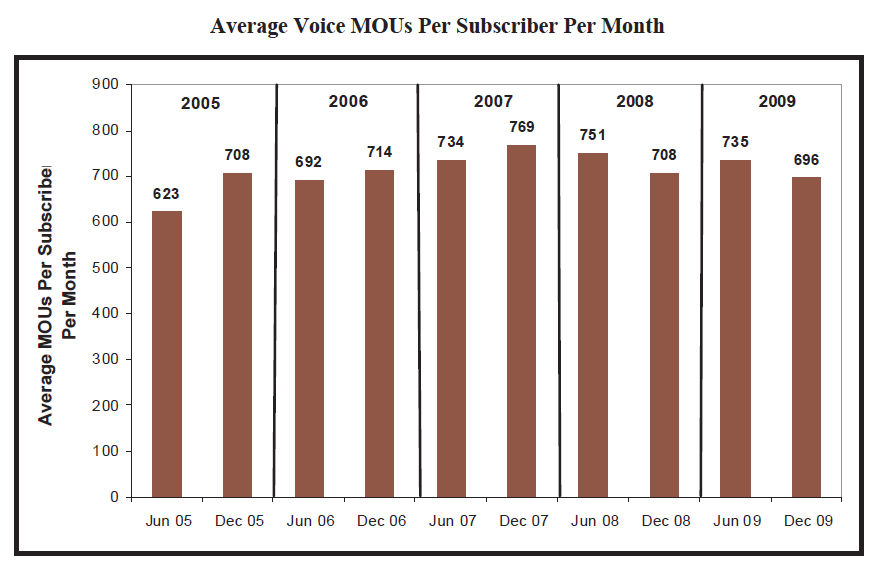 Average Voice MOUs Per Subscriber Per Month
Average MOUs Per Subscriber
Per Month
900
800
700
600
500
400
300
200
100
0
2005
2006
2007
2008
2009
623
708
692
714
734
769
751
708
735
696
Jun 05
Dec 05
Jun 06
Dec 06
Jun 07
Dec 07
Jun 08
Dec 08
Jun 09
Dec 09